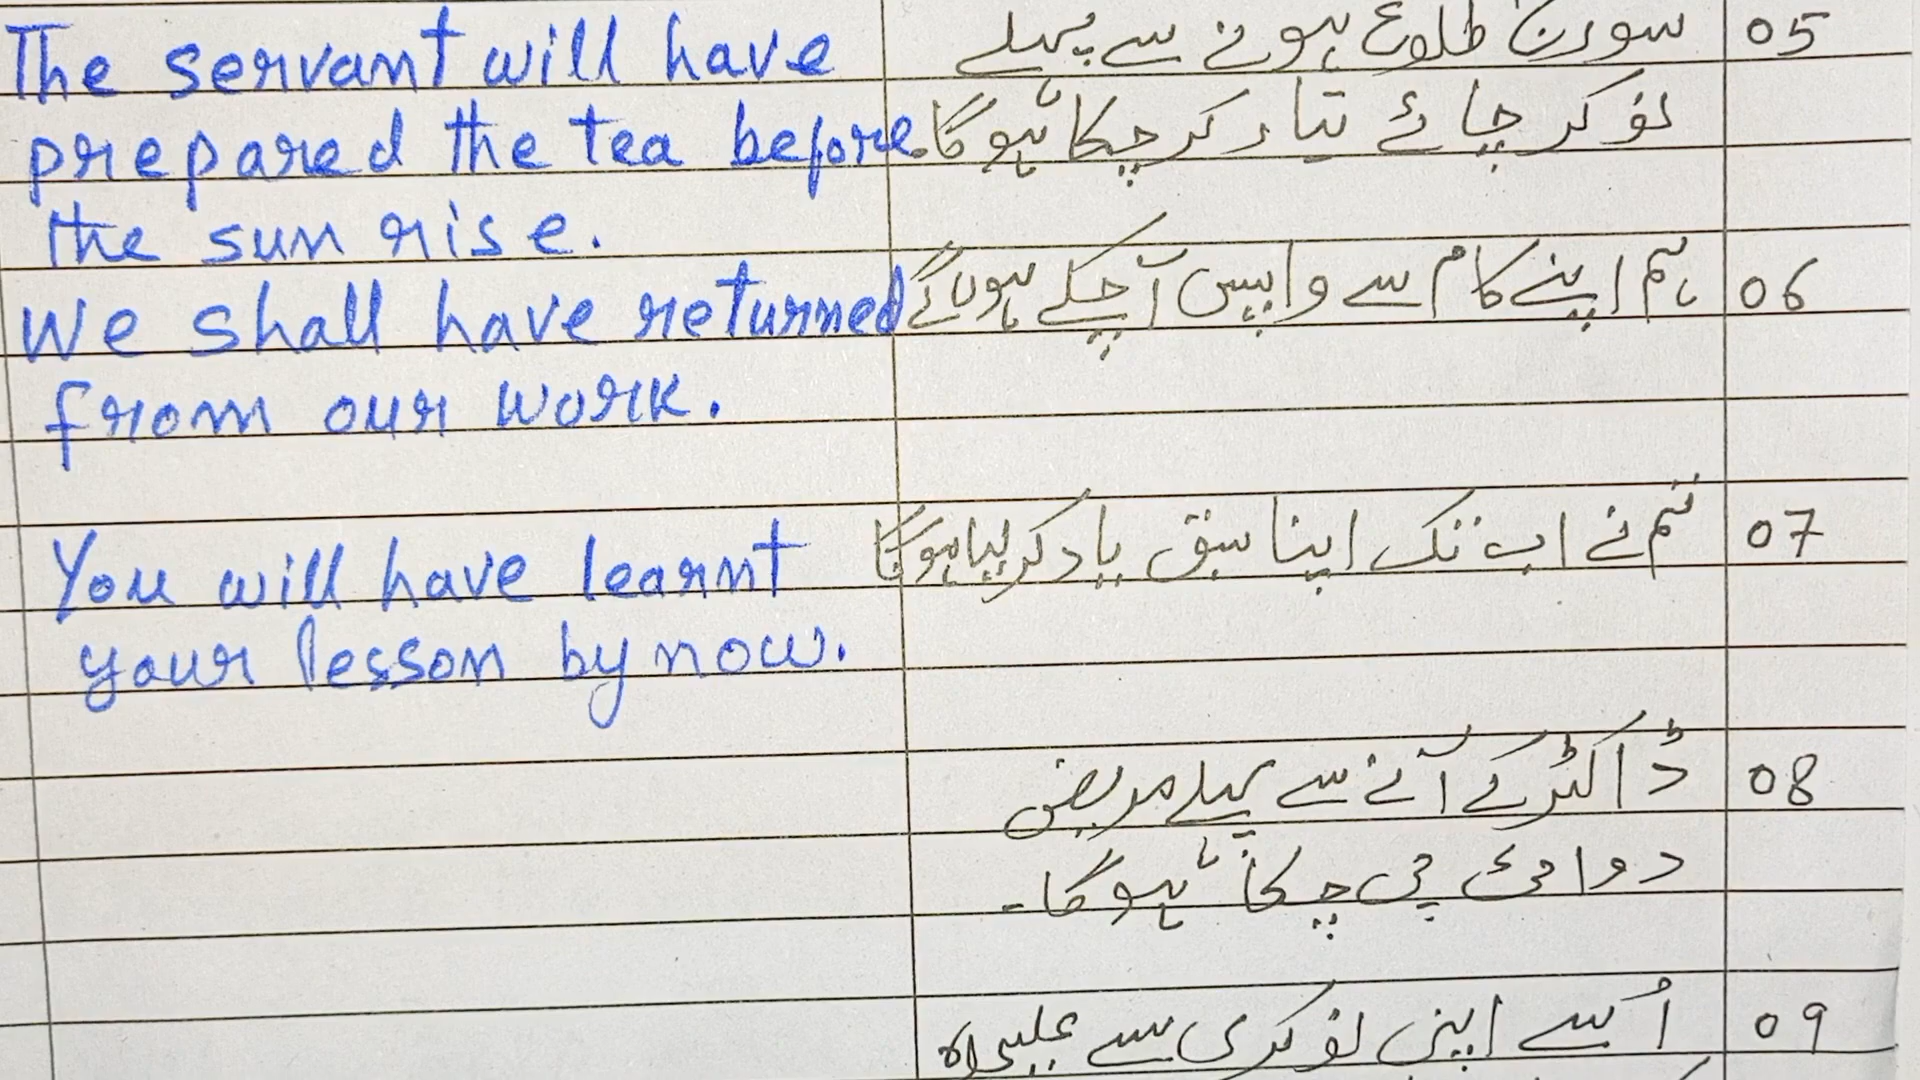 The servant will have
prepared the tea before
the sun rise.
سورج طلوع ہونے سے پہلے
نوکر چائے تیار کر چکا ہوگا۔
05
We shall have returned
from our work.
ہم اپنے کام سے واپس آچکے ہوں گے
06
You will have learnt
your lesson by now.
تم نے اب تک اپنا سبق یاد کر لیا ہوگا
07
ڈاکٹر کے آنے سے پہلے مریض
دوائی پی چکا ہوگا۔
08
اُسے اپنی نوکری سے علیحدہ
09